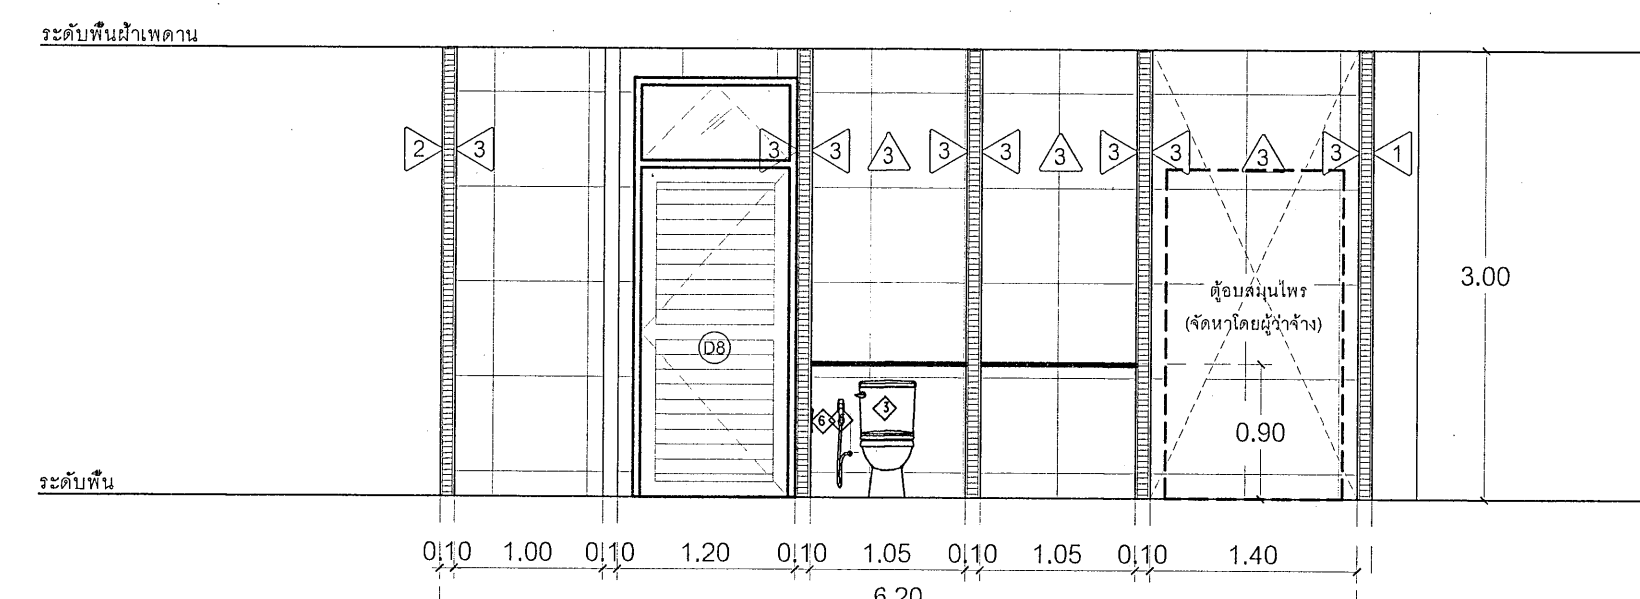 ระดับพื้นฝ้าเพดาน
2 3 3 3 3 3 3 3 3 3 3 3 1
ตู้อบสมุนไพร
3.00
(จัดหาโดยผู้ว่าจ้าง)
D8
3
6
0.90
ระดับพื้น
0.10 1.00 0.10 1.20 0.10 1.05 0.10 1.05 0.10 1.40
6.20